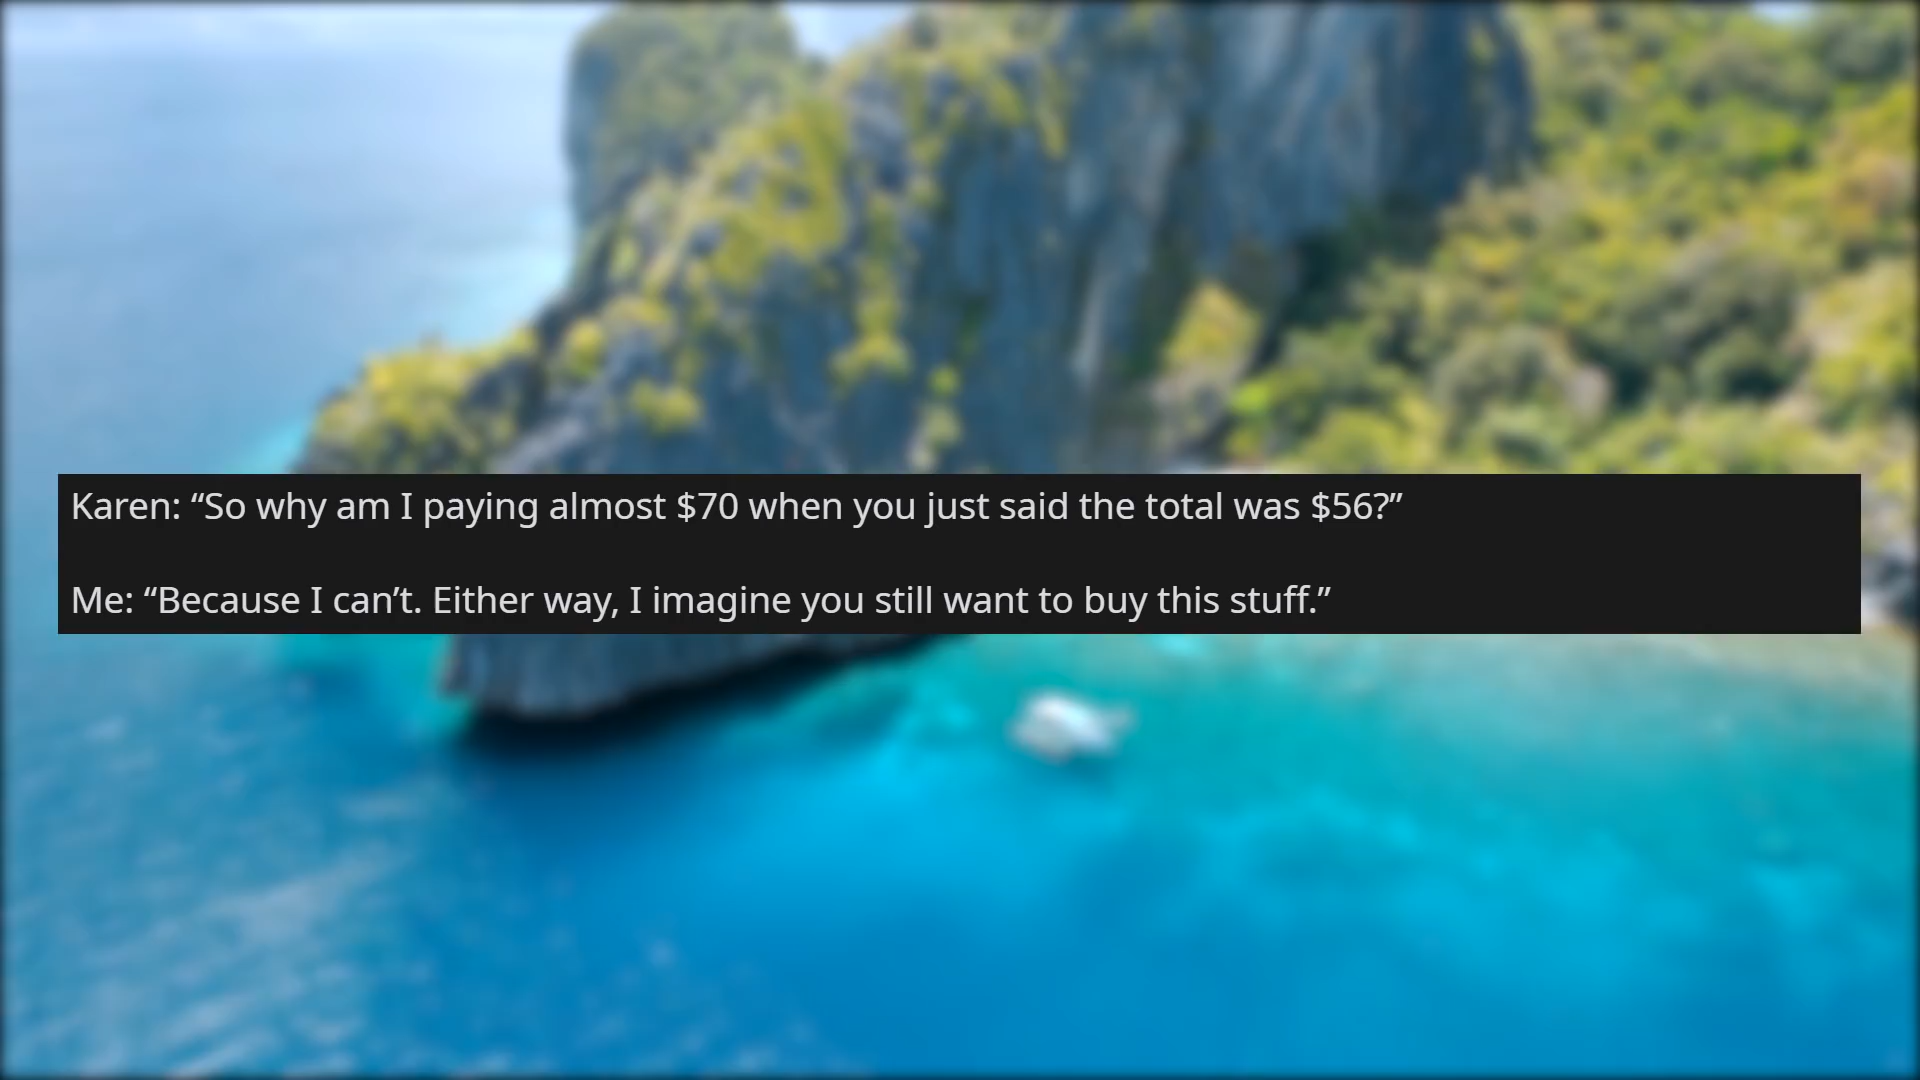 Karen: “So why am I paying almost $70 when you just said the total was $56?”
Me: “Because I can’t. Either way, I imagine you still want to buy this stuff.”